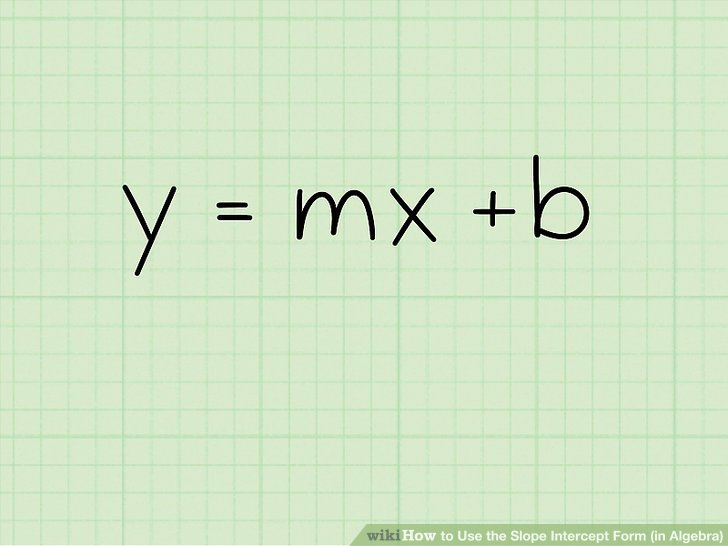 y = mx + b
wikiHow to Use the Slope Intercept Form (in Algebra)